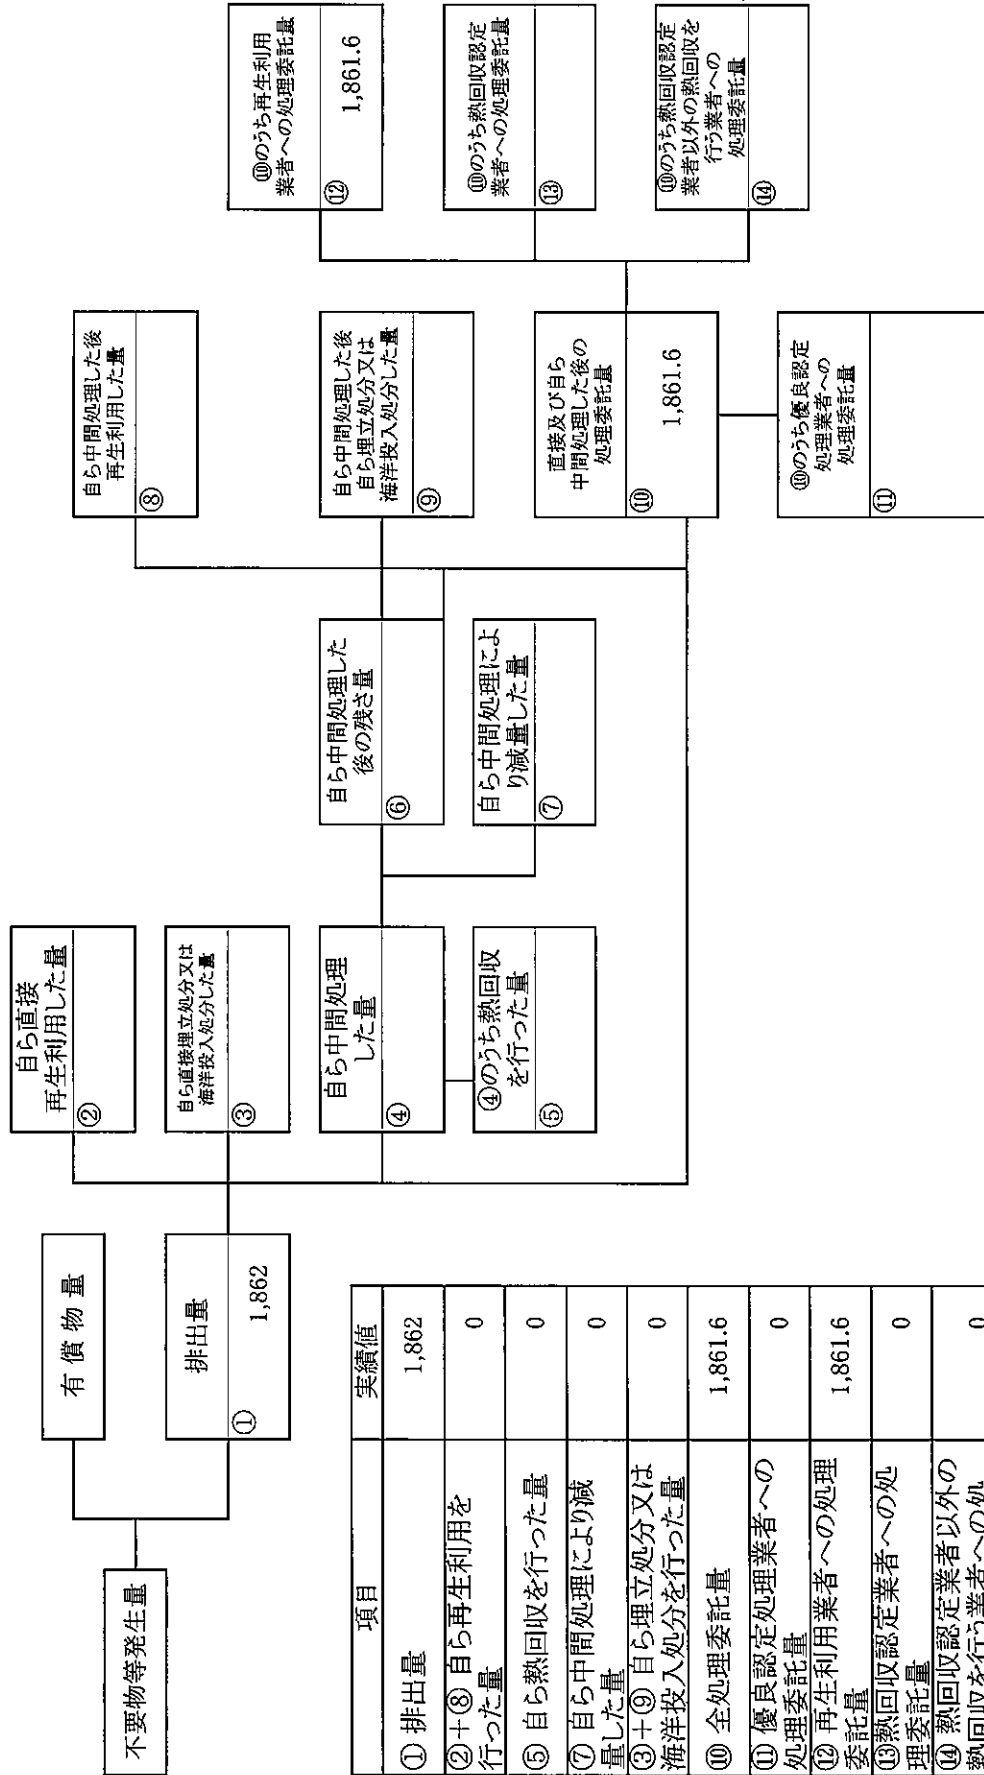 不要物等発生量
有償物量
排出量
①
1,862
自ら直接
再生利用した量
②
自ら直接埋立処分又は
海洋投入処分した量
③
自ら中間処理
した量
④
④のうち熱回収
を行った量
⑤
自ら中間処理した
後の残さ量
⑥
自ら中間処理によ
り減量した量
⑦
自ら中間処理した後
再生利用した量
⑧
自ら中間処理した後
自ら埋立処分又は
海洋投入処分した量
⑨
直接及び自ら
中間処理した後の
処理委託量
⑩
1,861.6
⑩のうち優良認定
処理業者への
処理委託量
⑪
⑩のうち再生利用
業者への処理委託量
⑫
1,861.6
⑩のうち熱回収認定
業者への処理委託量
⑬
⑩のうち熱回収認定
業者以外の熱回収を
行う業者への
処理委託量
⑭
項目 実績値
①排出量 1,862
②+⑧ 自ら再生利用を
行った量 0
⑤ 自ら熱回収を行った量 0
⑦ 自ら中間処理により減
量した量 0
③+⑨ 自ら埋立処分又は
海洋投入処分を行った量 0
⑩ 全処理委託量 1,861.6
⑪ 優良認定処理業者への
処理委託量 0
⑫ 再生利用業者への処理
委託量 1,861.6
⑬熱回収認定業者への処
理委託量 0
⑭ 熱回収認定業者以外の
熱回収を行う業者への処 0